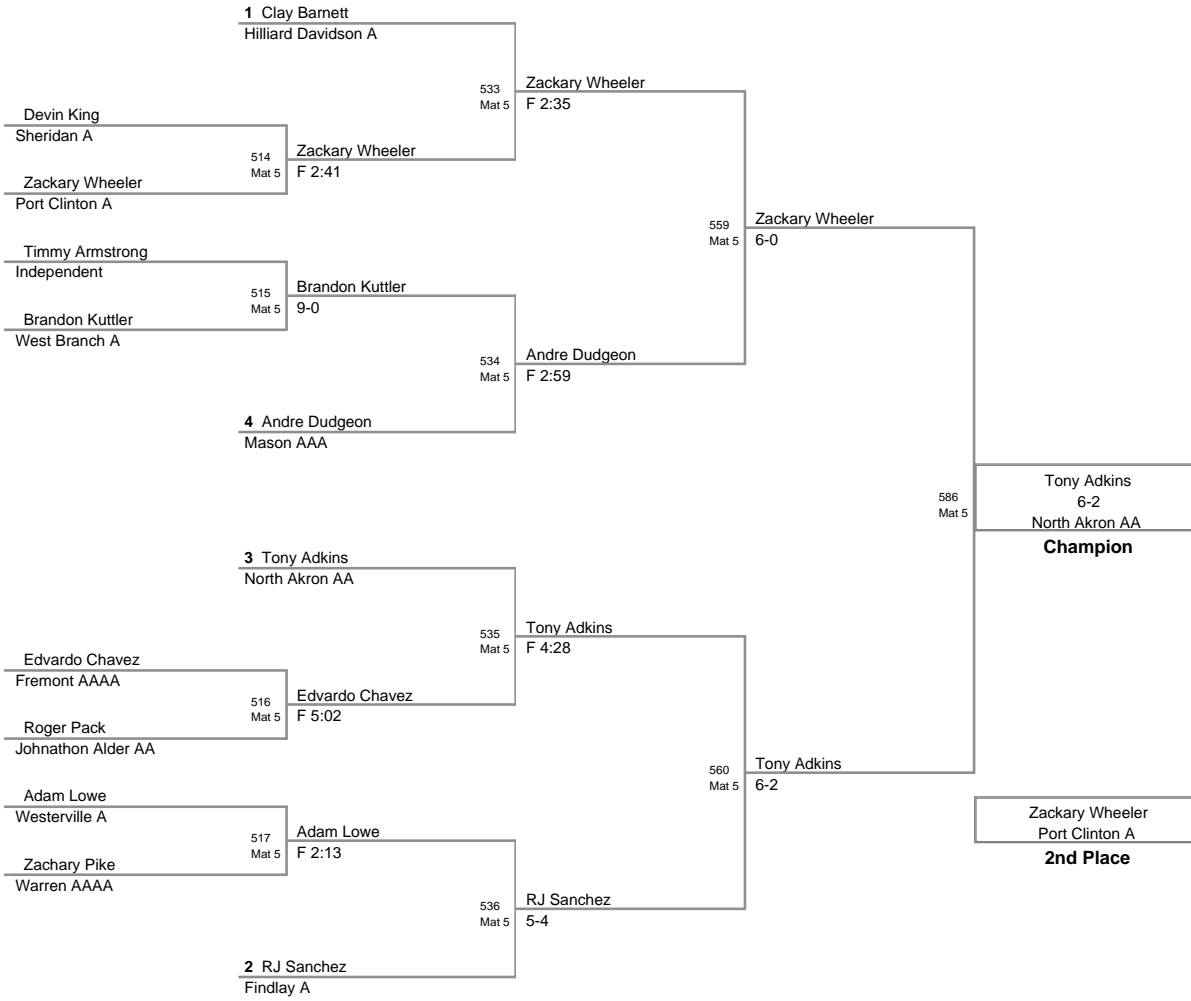 1 Clay Barnett
Hilliard Davidson A
533
Mat 5
Zackary Wheeler
F 2:35
Devin King
Sheridan A
514
Mat 5
Zackary Wheeler
F 2:41
Zackary Wheeler
Port Clinton A
559
Mat 5
Zackary Wheeler
6-0
Timmy Armstrong
Independent
515
Mat 5
Brandon Kuttler
9-0
Brandon Kuttler
West Branch A
534
Mat 5
Andre Dudgeon
F 2:59
4 Andre Dudgeon
Mason AAA
586
Mat 5
Tony Adkins
6-2
North Akron AA
Champion
3 Tony Adkins
North Akron AA
535
Mat 5
Tony Adkins
F 4:28
Edvardo Chavez
Fremont AAAA
516
Mat 5
Edvardo Chavez
F 5:02
Roger Pack
Johnathon Alder AA
560
Mat 5
Tony Adkins
6-2
Adam Lowe
Westerville A
517
Mat 5
Adam Lowe
F 2:13
Zachary Pike
Warren AAAA
Zackary Wheeler
Port Clinton A
2nd Place
536
Mat 5
RJ Sanchez
5-4
2 RJ Sanchez
Findlay A